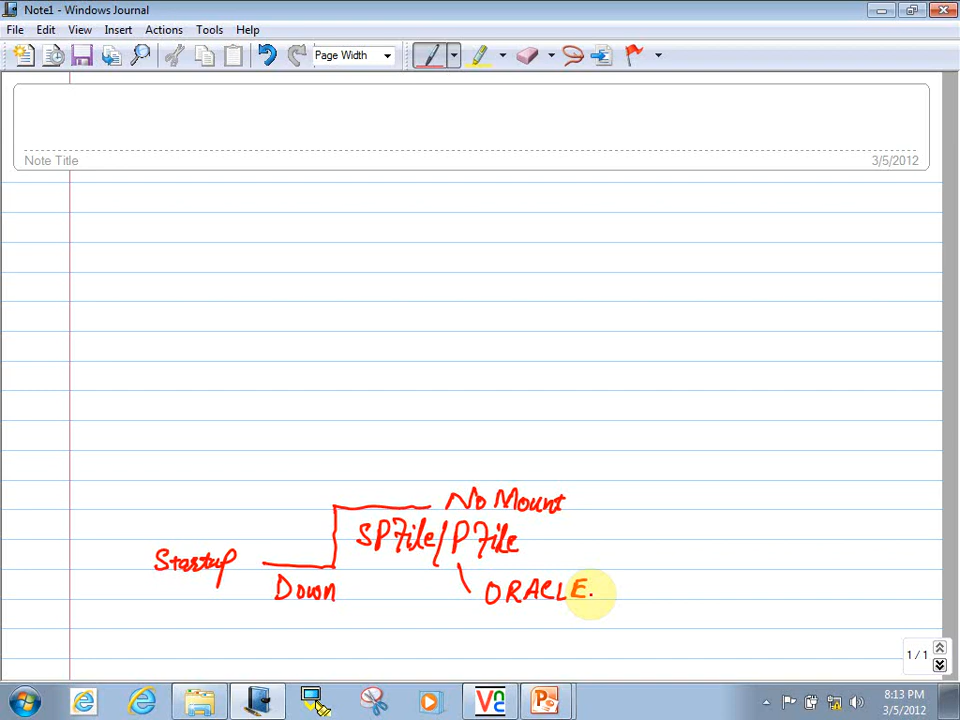 Note1 - Windows Journal
File Edit View Insert Actions Tools Help
Page Width
Note Title 3/5/2012
No Mount
SPFile/PFile
Startup
Down
ORACLE.
1 / 1
8:13 PM
3/5/2012